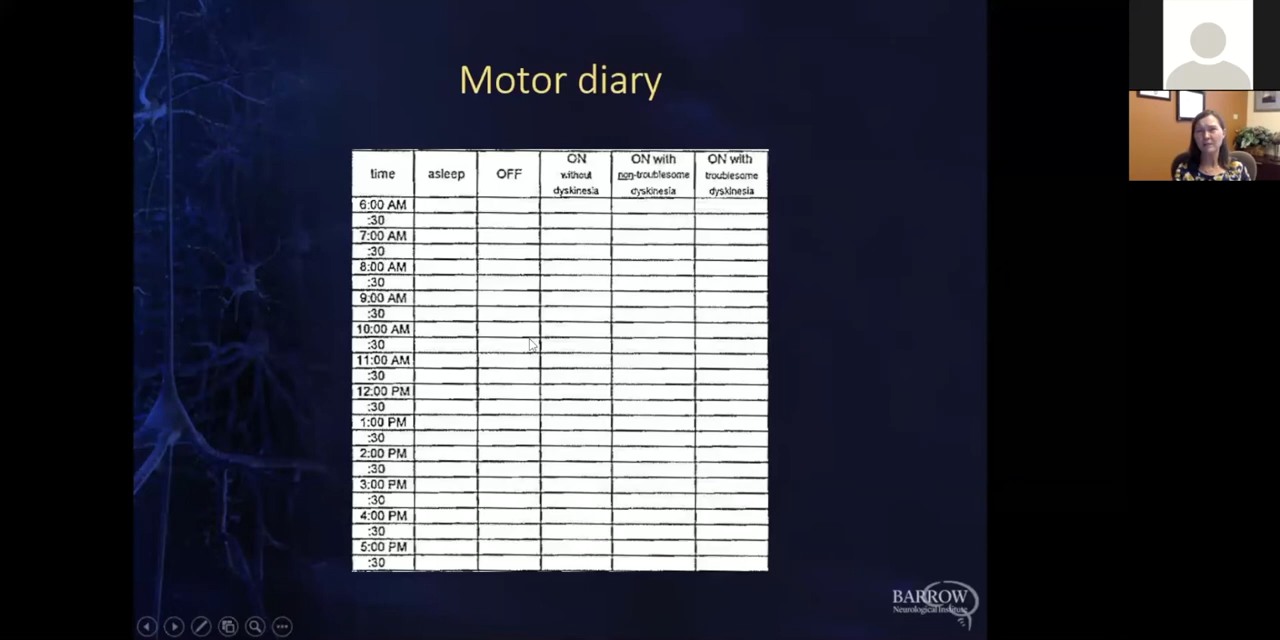 Motor diary
time asleep OFF ON without dyskinesia ON with non-troublesome dyskinesia ON with troublesome dyskinesia
6:00 AM
:30
7:00 AM
:30
8:00 AM
:30
9:00 AM
:30
10:00 AM
:30
11:00 AM
:30
12:00 PM
:30
1:00 PM
:30
2:00 PM
:30
3:00 PM
:30
4:00 PM
:30
5:00 PM
:30
BARROW
Neurological Institute